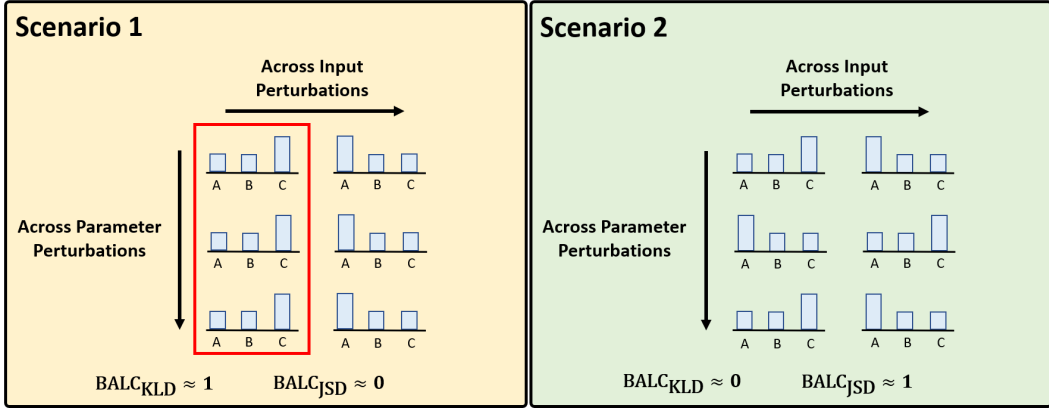 Scenario 1
Across Input
Perturbations
Across Parameter
Perturbations
A B C
A B C
A B C
A B C
A B C
A B C
BALC_KLD ≈ 1
BALC_JSD ≈ 0
Scenario 2
Across Input
Perturbations
Across Parameter
Perturbations
A B C
A B C
A B C
A B C
A B C
A B C
BALC_KLD ≈ 0
BALC_JSD ≈ 1